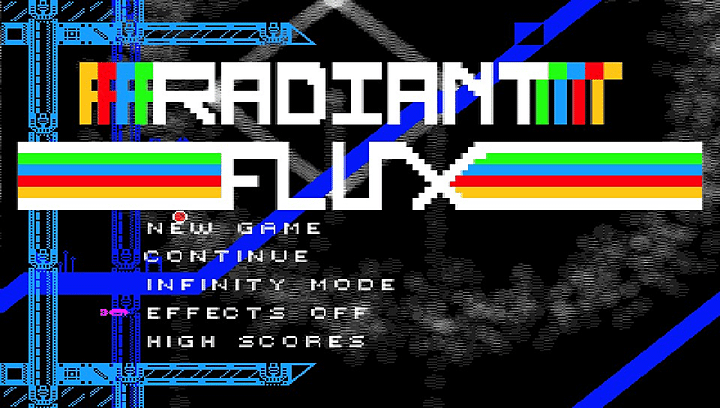 RADIANT
FLUX
NEW GAME
CONTINUE
INFINITY MODE
EFFECTS OFF
HIGH SCORES